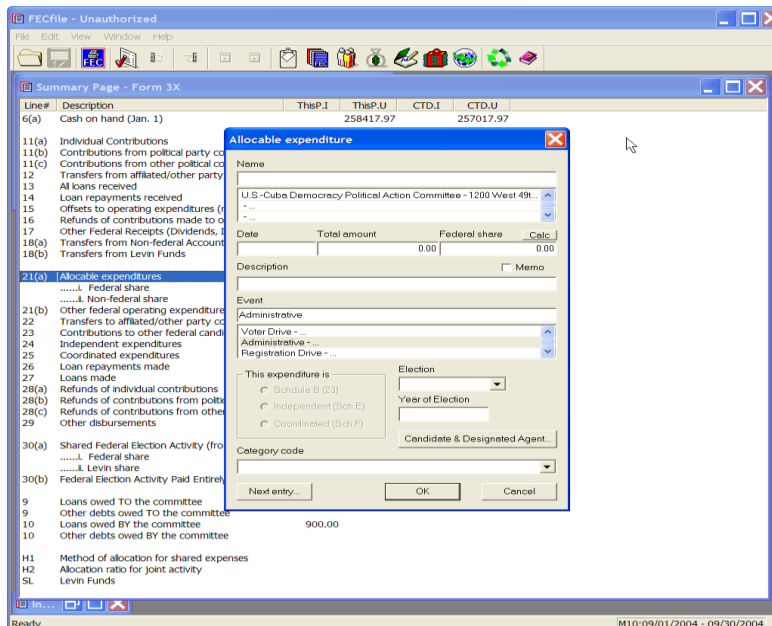 FECfile - Unauthorized
File Edit View Window Help
FEC
Summary Page - Form 3X
Line# Description ThisP.I ThisP.U CTD.I CTD.U
6(a) Cash on hand (Jan. 1) 258417.97 257017.97
11(a) Individual Contributions
11(b) Contributions from political party co
11(c) Contributions from other political co
12 Transfers from affiliated/other party
13 All loans received
14 Loan repayments received
15 Offsets to operating expenditures (r
16 Refunds of contributions made to o
17 Other Federal Receipts (Dividends, I
18(a) Transfers from Non-federal Account
18(b) Transfers from Levin Funds
21(a) Allocable expenditures
......i. Federal share
......ii. Non-federal share
21(b) Other federal operating expenditure
22 Transfers to affiliated/other party co
23 Contributions to other federal candi
24 Independent expenditures
25 Coordinated expenditures
26 Loan repayments made
27 Loans made
28(a) Refunds of individual contributions
28(b) Refunds of contributions from politi
28(c) Refunds of contributions from other
29 Other disbursements
30(a) Shared Federal Election Activity (fro
......i. Federal share
......ii. Levin share
30(b) Federal Election Activity Paid Entirely
9 Loans owed TO the committee
9 Other debts owed TO the committee
10 Loans owed BY the committee 900.00
10 Other debts owed BY the committee
H1 Method of allocation for shared expenses
H2 Allocation ratio for joint activity
SL Levin Funds
Allocable expenditure
Name
U.S.-Cuba Democracy Political Action Committee - 1200 West 49t...
- ...
- ...
Date Total amount Federal share Calc
0.00 0.00
Description Memo
Event
Administrative
Voter Drive - ...
Administrative - ...
Registration Drive - ...
This expenditure is
Schdule B (23)
Independent (Sch.E)
Coordinated (Sch.F)
Election
Year of Election
Candidate & Designated Agent...
Category code
Next entry... OK Cancel
In...
Ready M10:09/01/2004 - 09/30/2004